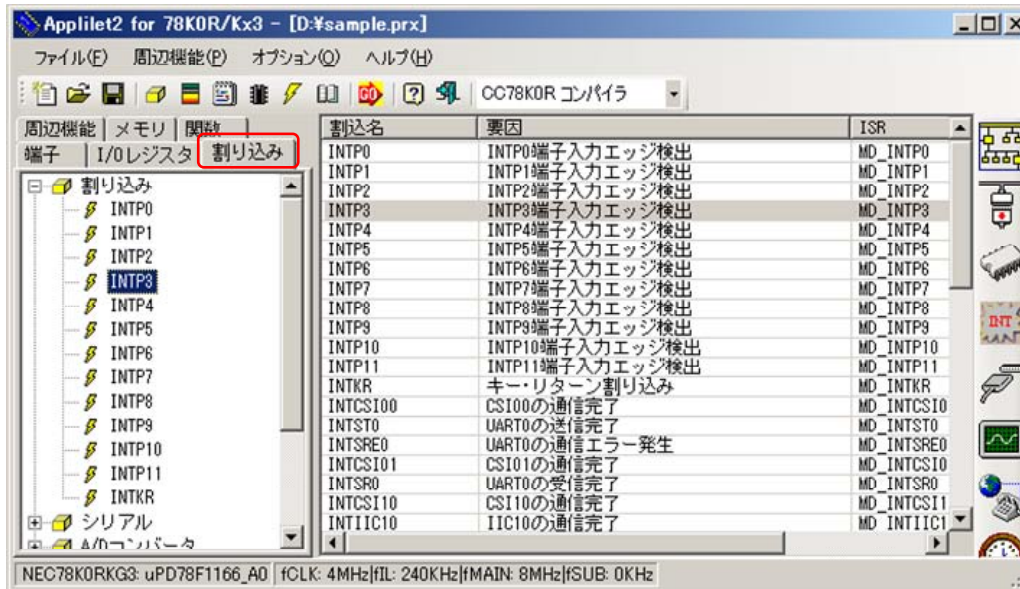 Applilet2 for 78K0R/Kx3 - [D:¥sample.prx]
ファイル(F) 周辺機能(P) オプション(O) ヘルプ(H)
GO CC78K0R コンパイラ
周辺機能 メモリ 関数
端子 I/Oレジスタ 割り込み
割り込み
INTP0
INTP1
INTP2
INTP3
INTP4
INTP5
INTP6
INTP7
INTP8
INTP9
INTP10
INTP11
INTKR
シリアル
A/Dコンバータ
割込名 要因 ISR
INTP0 INTP0端子入力エッジ検出 MD_INTP0
INTP1 INTP1端子入力エッジ検出 MD_INTP1
INTP2 INTP2端子入力エッジ検出 MD_INTP2
INTP3 INTP3端子入力エッジ検出 MD_INTP3
INTP4 INTP4端子入力エッジ検出 MD_INTP4
INTP5 INTP5端子入力エッジ検出 MD_INTP5
INTP6 INTP6端子入力エッジ検出 MD_INTP6
INTP7 INTP7端子入力エッジ検出 MD_INTP7
INTP8 INTP8端子入力エッジ検出 MD_INTP8
INTP9 INTP9端子入力エッジ検出 MD_INTP9
INTP10 INTP10端子入力エッジ検出 MD_INTP10
INTP11 INTP11端子入力エッジ検出 MD_INTP11
INTKR キー・リターン割り込み MD_INTKR
INTCSI00 CSI00の通信完了 MD_INTCSI0
INTST0 UART0の送信完了 MD_INTST0
INTSRE0 UART0の通信エラー発生 MD_INTSRE0
INTCSI01 CSI01の通信完了 MD_INTCSI0
INTSR0 UART0の受信完了 MD_INTSR0
INTCSI10 CSI10の通信完了 MD_INTCSI1
INTIIC10 IIC10の通信完了 MD_INTIIC1
INT
NEC78K0RKG3: uPD78F1166_A0 fCLK: 4MHz|fIL: 240KHz|fMAIN: 8MHz|fSUB: 0KHz